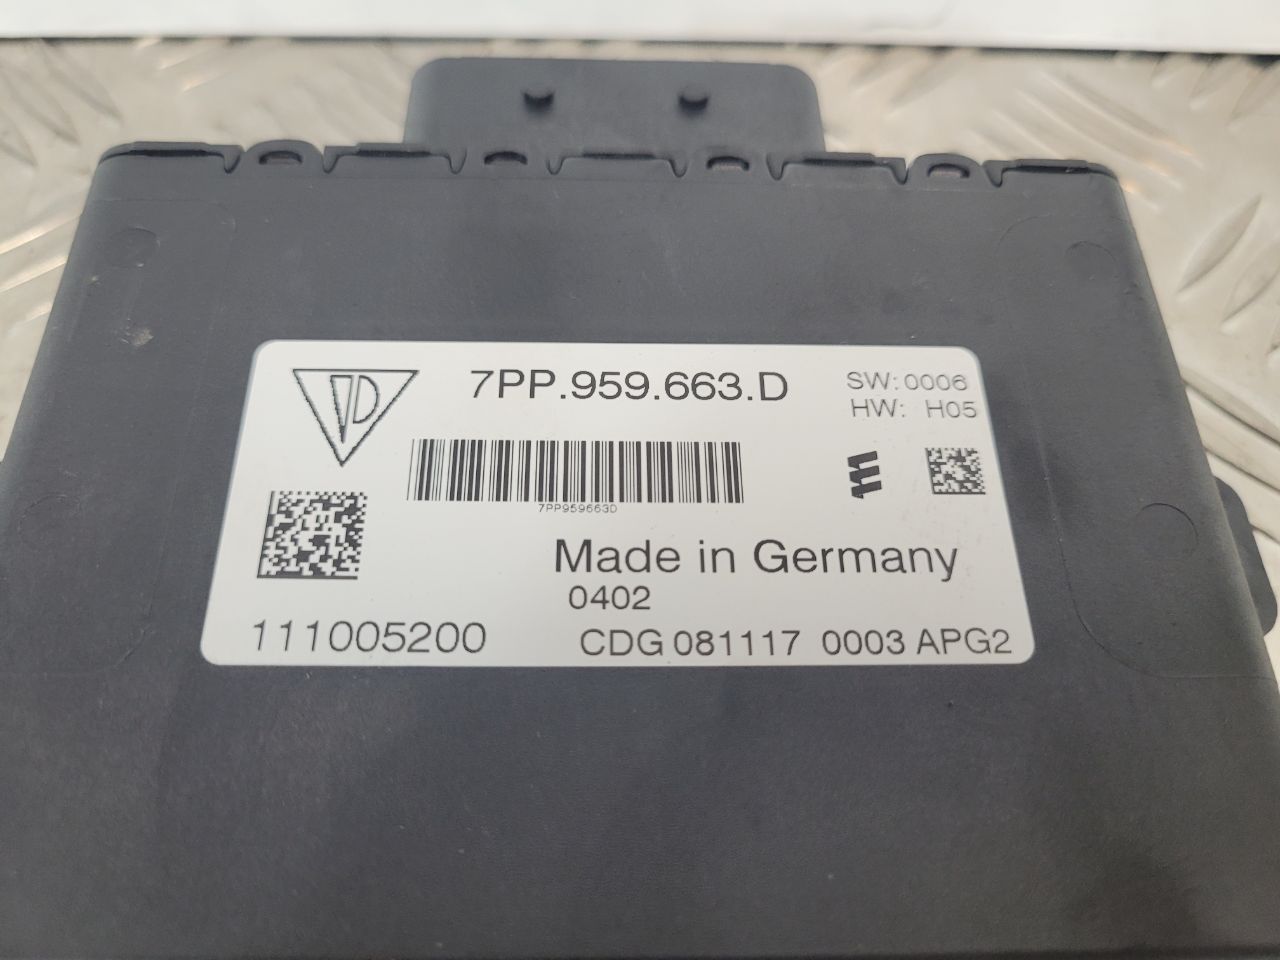 7PP.959.663.D
SW:0006
HW: H05
7PP959663D
Made in Germany
0402
111005200
CDG 081117 0003 APG2